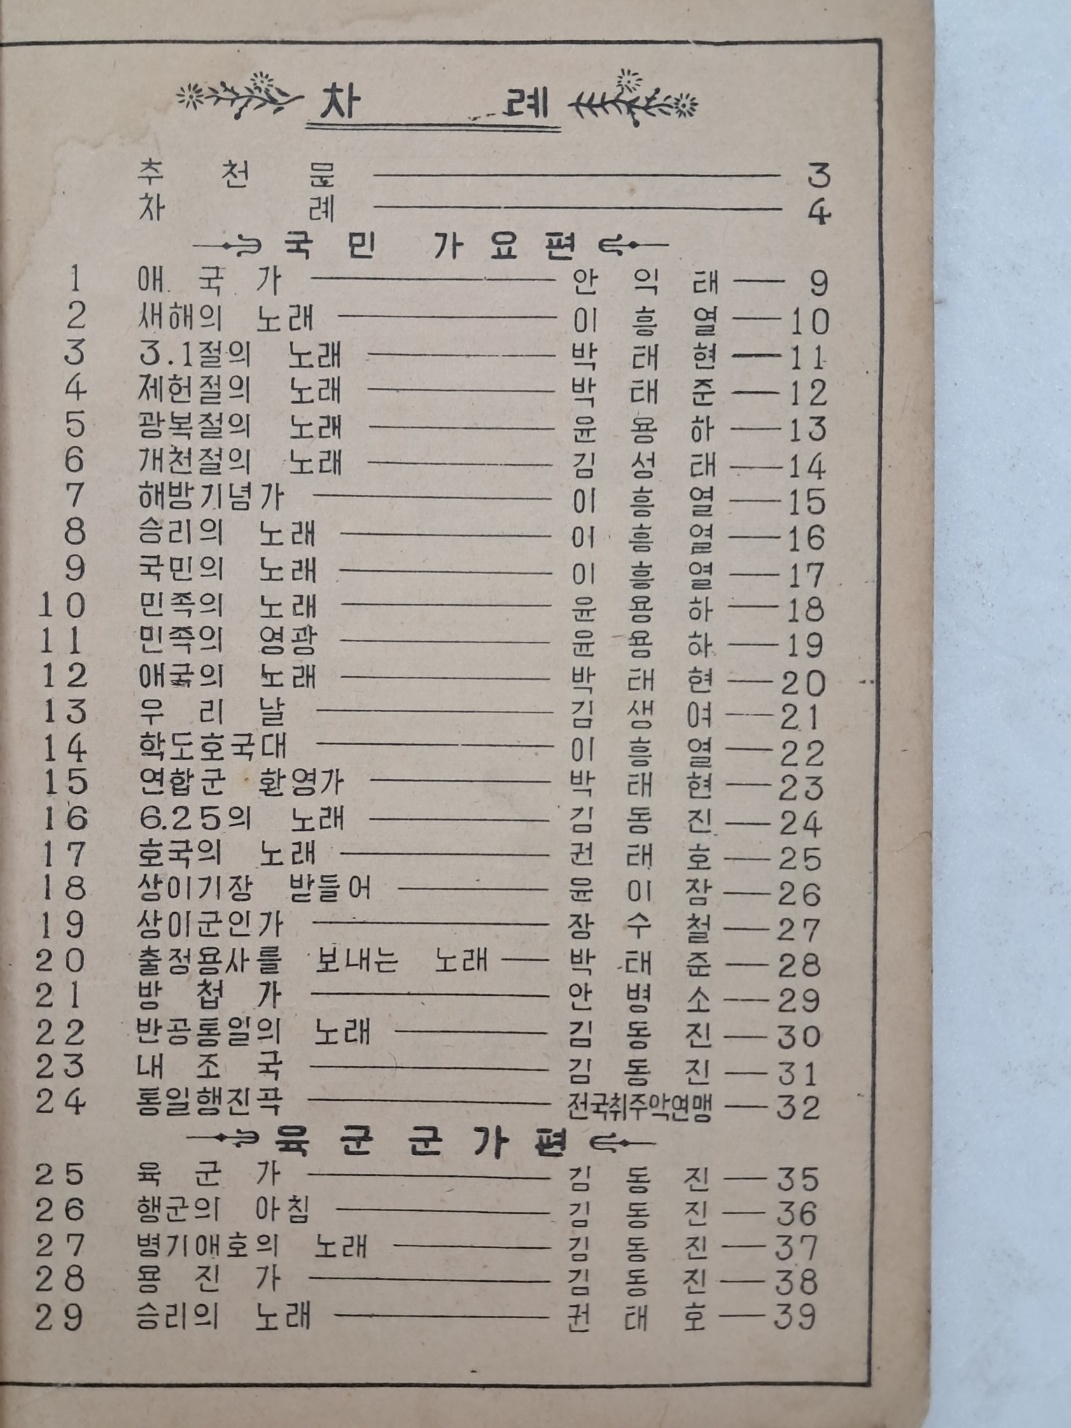 차 례
추 천 문 3
차 례 4
국 민 가 요 편
1 애 국 가 안 익 태 9
2 새해의 노래 이 흥 열 10
3 3.1절의 노래 박 태 현 11
4 제헌절의 노래 박 태 준 12
5 광복절의 노래 윤 용 하 13
6 개천절의 노래 김 성 태 14
7 해방기념가 이 흥 열 15
8 승리의 노래 이 흥 열 16
9 국민의 노래 이 흥 열 17
10 민족의 노래 윤 용 하 18
11 민족의 영광 윤 용 하 19
12 애국의 노래 박 태 현 20
13 우 리 날 김 생 여 21
14 학도호국대 이 흥 열 22
15 연합군 환영가 박 태 현 23
16 6.25의 노래 김 동 진 24
17 호국의 노래 권 태 호 25
18 상이기장 받들어 윤 이 잠 26
19 상이군인가 장 수 철 27
20 출정용사를 보내는 노래 박 태 준 28
21 방 첩 가 안 병 소 29
22 반공통일의 노래 김 동 진 30
23 내 조 국 김 동 진 31
24 통일행진곡 전국취주악연맹 32
육 군 군 가 편
25 육 군 가 김 동 진 35
26 행군의 아침 김 동 진 36
27 병기애호의 노래 김 동 진 37
28 용 진 가 김 동 진 38
29 승리의 노래 권 태 호 39